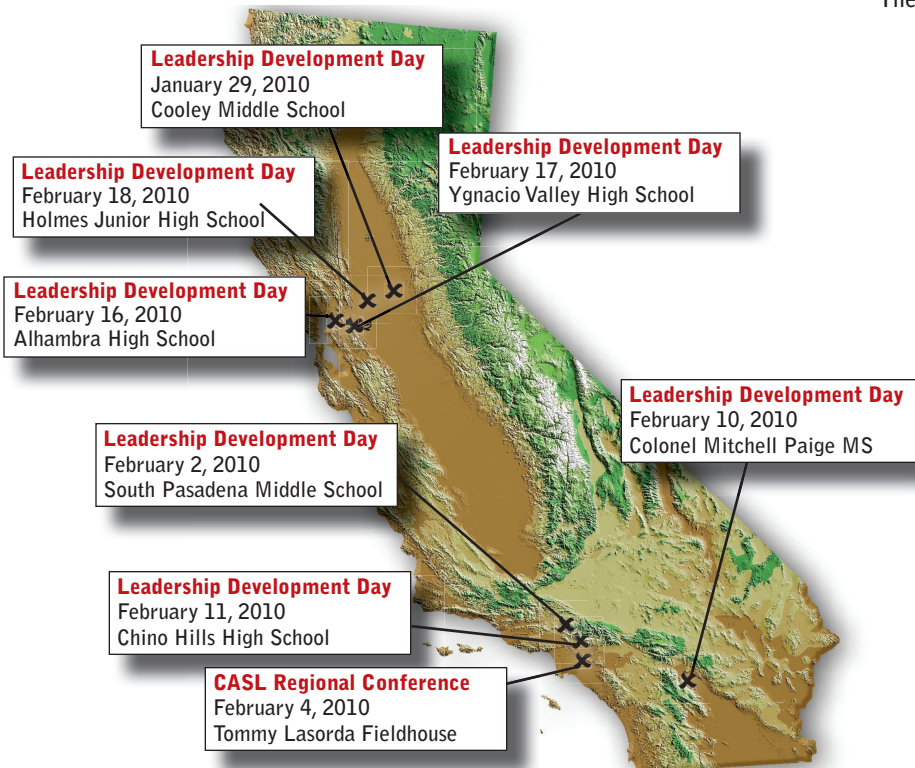 The
Leadership Development Day
January 29, 2010
Cooley Middle School
Leadership Development Day
February 17, 2010
Ygnacio Valley High School
Leadership Development Day
February 18, 2010
Holmes Junior High School
Leadership Development Day
February 16, 2010
Alhambra High School
Leadership Development Day
February 10, 2010
Colonel Mitchell Paige MS
Leadership Development Day
February 2, 2010
South Pasadena Middle School
Leadership Development Day
February 11, 2010
Chino Hills High School
CASL Regional Conference
February 4, 2010
Tommy Lasorda Fieldhouse